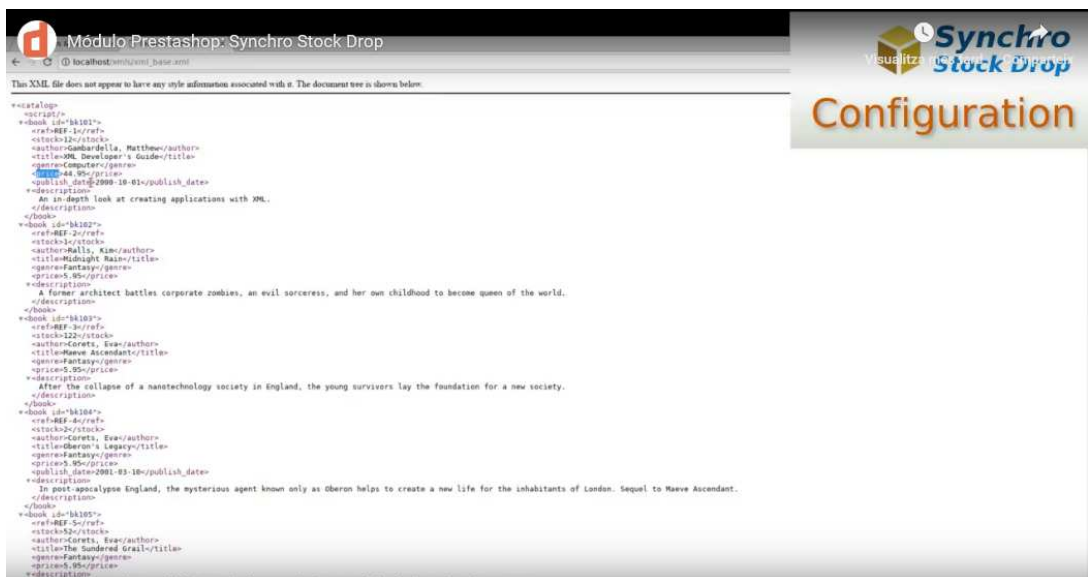 Módulo Prestashop: Synchro Stock Drop
localhost/xmls/xml_base.xml
This XML file does not appear to have any style information associated with it. The document tree is shown below.
▼<catalog>
<script/>
▼<book id="bk101">
<ref>REF-1</ref>
<stock>12</stock>
<author>Gambardella, Matthew</author>
<title>XML Developer's Guide</title>
<genre>Computer</genre>
<price>44.95</price>
<publish_date>2000-10-01</publish_date>
▼<description>
An in-depth look at creating applications with XML.
</description>
</book>
▼<book id="bk102">
<ref>REF-2</ref>
<stock>1</stock>
<author>Ralls, Kim</author>
<title>Midnight Rain</title>
<genre>Fantasy</genre>
<price>5.95</price>
▼<description>
A former architect battles corporate zombies, an evil sorceress, and her own childhood to become queen of the world.
</description>
</book>
▼<book id="bk103">
<ref>REF-3</ref>
<stock>122</stock>
<author>Corets, Eva</author>
<title>Maeve Ascendant</title>
<genre>Fantasy</genre>
<price>5.95</price>
▼<description>
After the collapse of a nanotechnology society in England, the young survivors lay the foundation for a new society.
</description>
</book>
▼<book id="bk104">
<ref>REF-4</ref>
<stock>2</stock>
<author>Corets, Eva</author>
<title>Oberon's Legacy</title>
<genre>Fantasy</genre>
<price>5.95</price>
<publish_date>2001-03-10</publish_date>
▼<description>
In post-apocalypse England, the mysterious agent known only as Oberon helps to create a new life for the inhabitants of London. Sequel to Maeve Ascendant.
</description>
</book>
▼<book id="bk105">
<ref>REF-5</ref>
<stock>52</stock>
<author>Corets, Eva</author>
<title>The Sundered Grail</title>
<genre>Fantasy</genre>
<price>5.95</price>
▼<description>
Synchro
Stock Drop
Visualitza més tard
Comparteix
Configuration